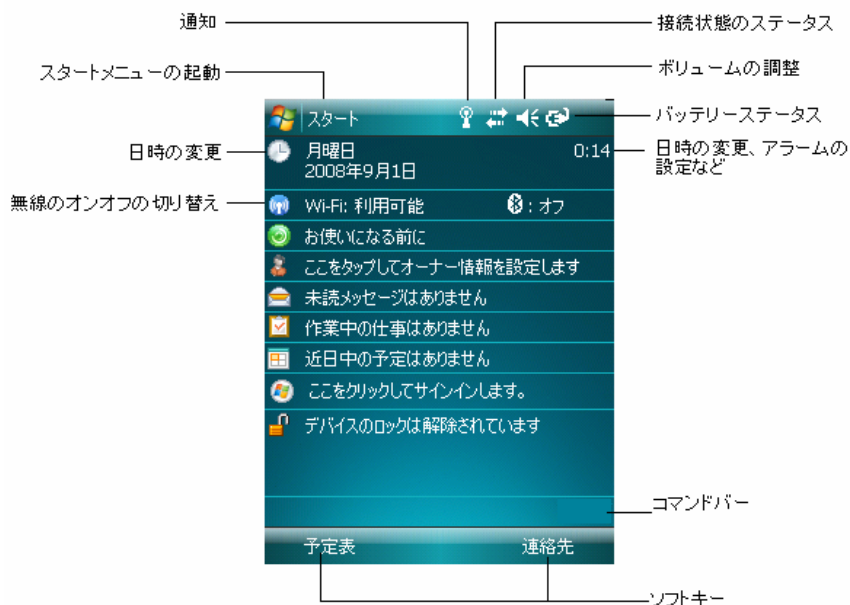 通知
接続状態のステータス
スタートメニューの起動
ボリュームの調整
スタート
バッテリーステータス
日時の変更
月曜日
0:14
日時の変更、アラームの
設定など
2008年9月1日
無線のオンオフの切り替え
Wi-Fi: 利用可能
: オフ
お使いになる前に
ここをタップしてオーナー情報を設定します
未読メッセージはありません
作業中の仕事はありません
近日中の予定はありません
ここをクリックしてサインインします。
デバイスのロックは解除されています
コマンドバー
予定表
連絡先
ソフトキー